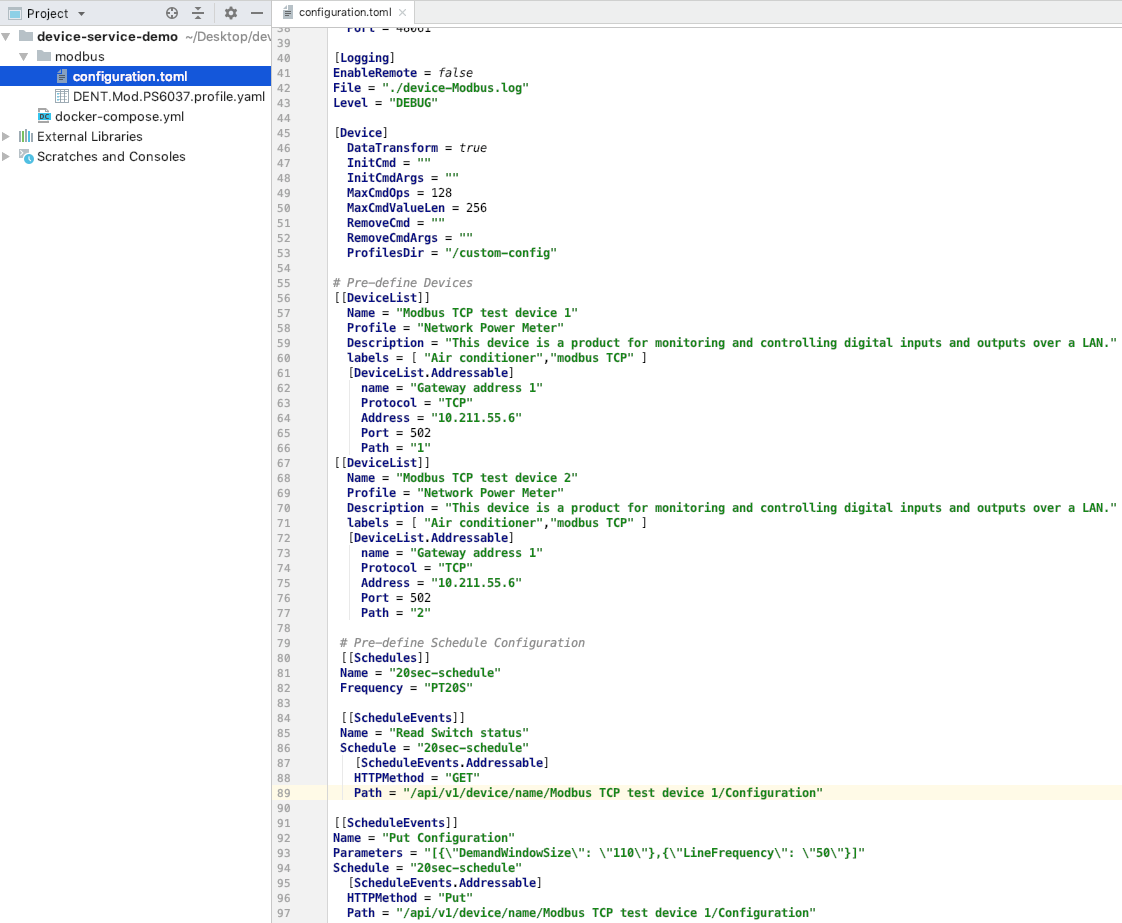 Project
configuration.toml
device-service-demo ~/Desktop/dev
modbus
configuration.toml
DENT.Mod.PS6037.profile.yaml
DC docker-compose.yml
External Libraries
Scratches and Consoles
38 Port = 48081
39
40 [Logging]
41 EnableRemote = false
42 File = "./device-Modbus.log"
43 Level = "DEBUG"
44
45 [Device]
46 DataTransform = true
47 InitCmd = ""
48 InitCmdArgs = ""
49 MaxCmdOps = 128
50 MaxCmdValueLen = 256
51 RemoveCmd = ""
52 RemoveCmdArgs = ""
53 ProfilesDir = "/custom-config"
54
55 # Pre-define Devices
56 [[DeviceList]]
57 Name = "Modbus TCP test device 1"
58 Profile = "Network Power Meter"
59 Description = "This device is a product for monitoring and controlling digital inputs and outputs over a LAN."
60 labels = [ "Air conditioner","modbus TCP" ]
61 [DeviceList.Addressable]
62 name = "Gateway address 1"
63 Protocol = "TCP"
64 Address = "10.211.55.6"
65 Port = 502
66 Path = "1"
67 [[DeviceList]]
68 Name = "Modbus TCP test device 2"
69 Profile = "Network Power Meter"
70 Description = "This device is a product for monitoring and controlling digital inputs and outputs over a LAN."
71 labels = [ "Air conditioner","modbus TCP" ]
72 [DeviceList.Addressable]
73 name = "Gateway address 1"
74 Protocol = "TCP"
75 Address = "10.211.55.6"
76 Port = 502
77 Path = "2"
78
79 # Pre-define Schedule Configuration
80 [[Schedules]]
81 Name = "20sec-schedule"
82 Frequency = "PT20S"
83
84 [[ScheduleEvents]]
85 Name = "Read Switch status"
86 Schedule = "20sec-schedule"
87 [ScheduleEvents.Addressable]
88 HTTPMethod = "GET"
89 Path = "/api/v1/device/name/Modbus TCP test device 1/Configuration"
90
91 [[ScheduleEvents]]
92 Name = "Put Configuration"
93 Parameters = "[{\"DemandWindowSize\": \"110\"},{\"LineFrequency\": \"50\"}]"
94 Schedule = "20sec-schedule"
95 [ScheduleEvents.Addressable]
96 HTTPMethod = "Put"
97 Path = "/api/v1/device/name/Modbus TCP test device 1/Configuration"